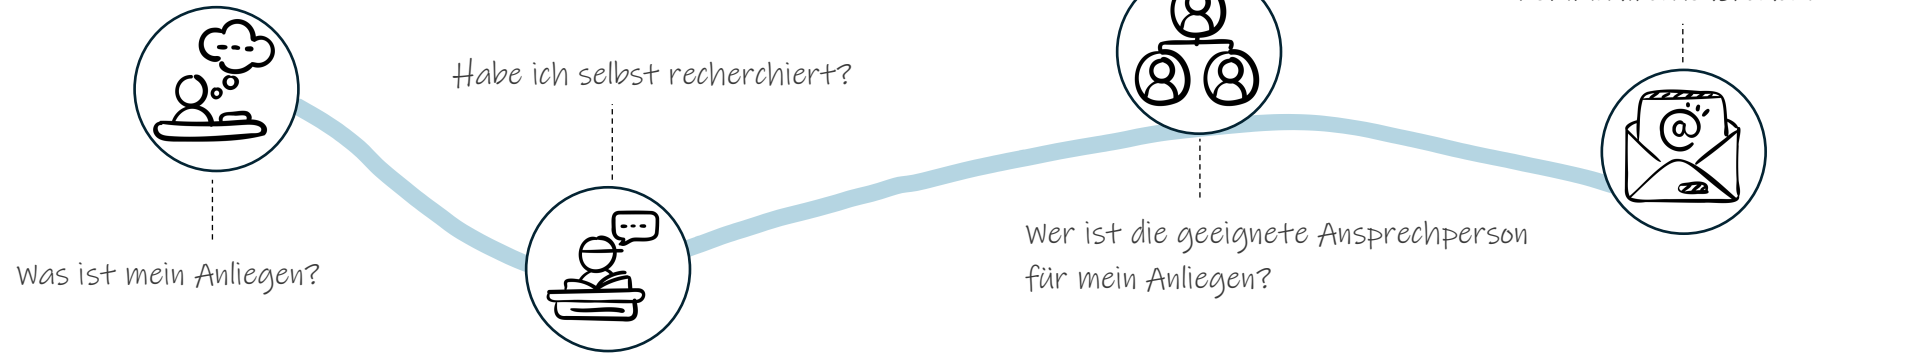 Habe ich selbst recherchiert?
Was ist mein Anliegen?
Wer ist die geeignete Ansprechperson
für mein Anliegen?